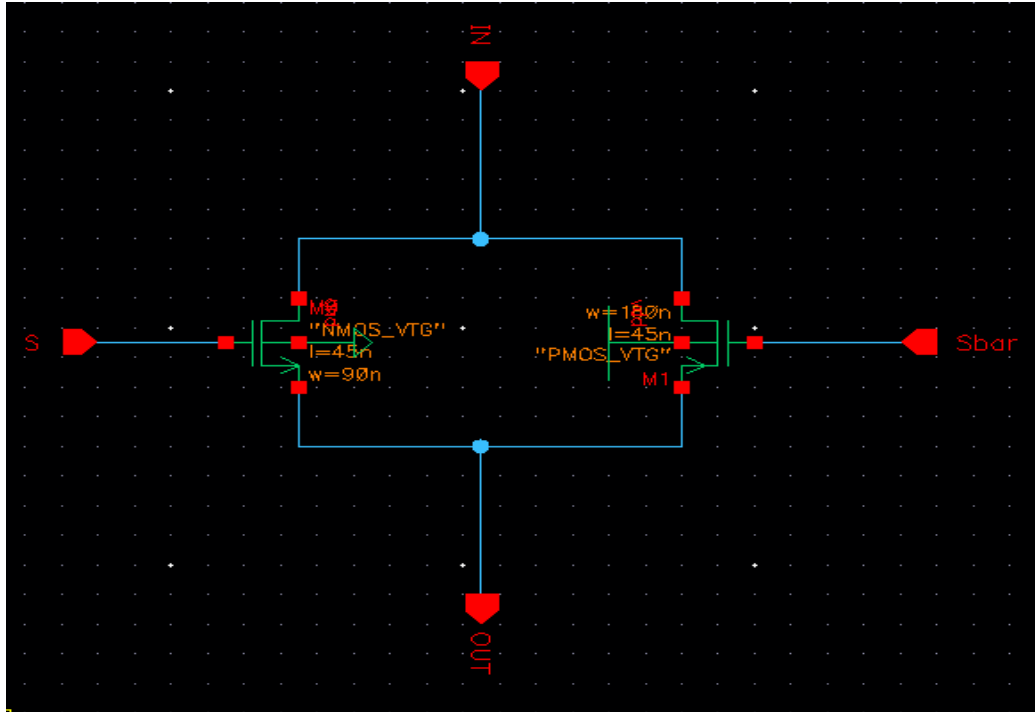 IN
M0
"NMOS_VTG"
l=45n
w=90n
S
w=180n
l=45n
"PMOS_VTG"
M1
Sbar
OUT